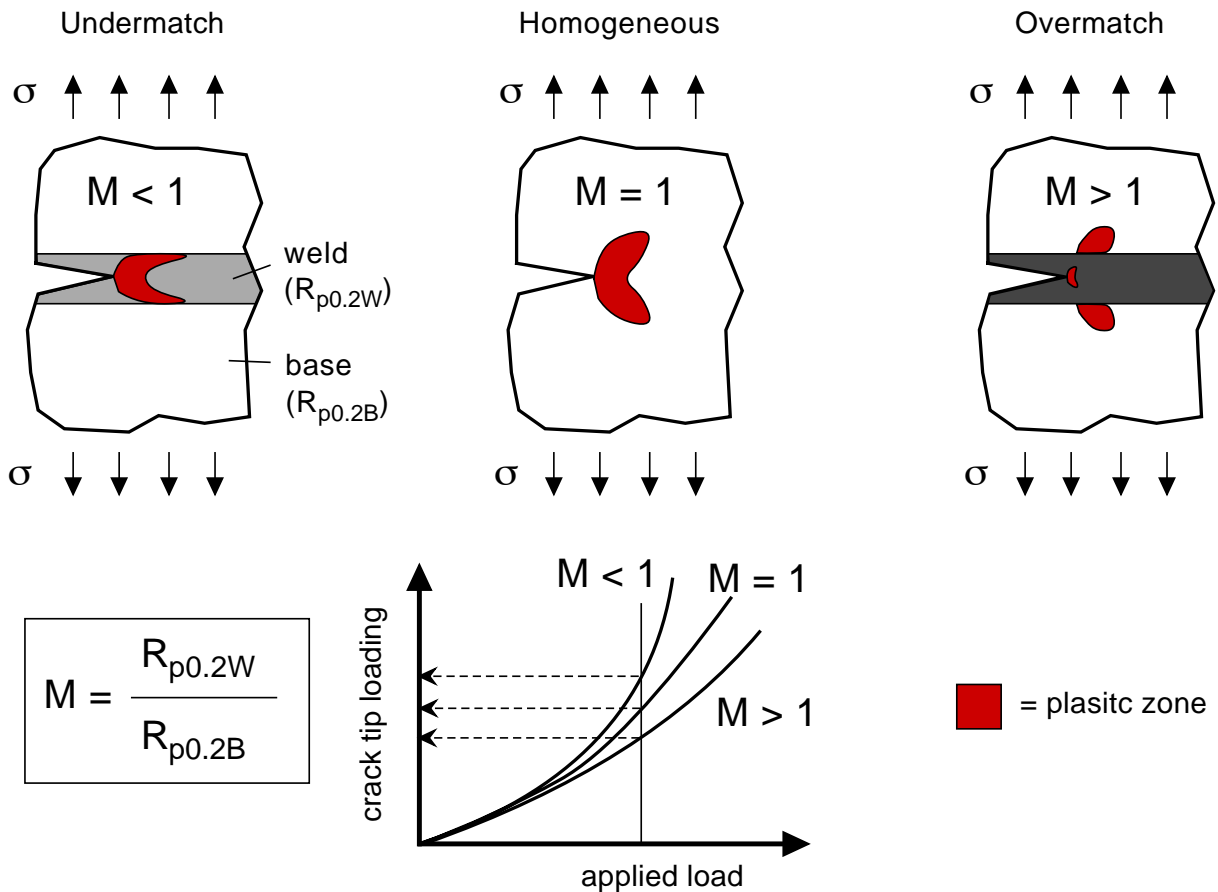 Undermatch
Homogeneous
Overmatch
σ
σ
σ
M < 1
M = 1
M > 1
weld
(Rp0.2W)
base
(Rp0.2B)
σ
σ
σ
M = Rp0.2W / Rp0.2B
crack tip loading
M < 1
M = 1
M > 1
applied load
= plasitc zone